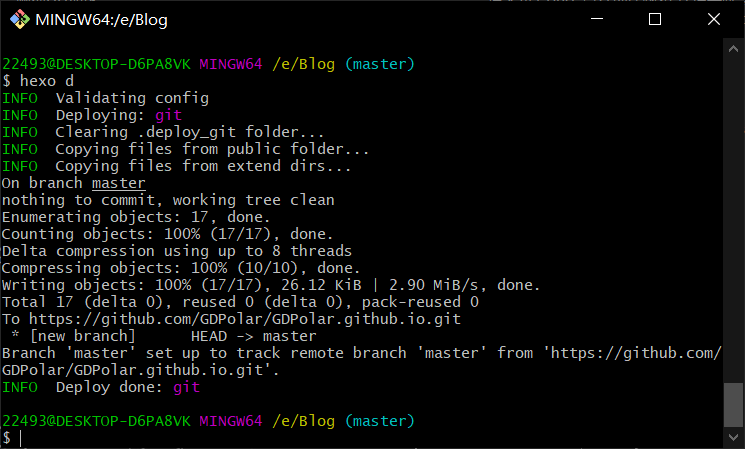 MINGW64:/e/Blog
22493@DESKTOP-D6PA8VK MINGW64 /e/Blog (master)
$ hexo d
INFO  Validating config
INFO  Deploying: git
INFO  Clearing .deploy_git folder...
INFO  Copying files from public folder...
INFO  Copying files from extend dirs...
On branch master
nothing to commit, working tree clean
Enumerating objects: 17, done.
Counting objects: 100% (17/17), done.
Delta compression using up to 8 threads
Compressing objects: 100% (10/10), done.
Writing objects: 100% (17/17), 26.12 KiB | 2.90 MiB/s, done.
Total 17 (delta 0), reused 0 (delta 0), pack-reused 0
To https://github.com/GDPolar/GDPolar.github.io.git
 * [new branch]      HEAD -> master
Branch 'master' set up to track remote branch 'master' from 'https://github.com/
GDPolar/GDPolar.github.io.git'.
INFO  Deploy done: git
22493@DESKTOP-D6PA8VK MINGW64 /e/Blog (master)
$